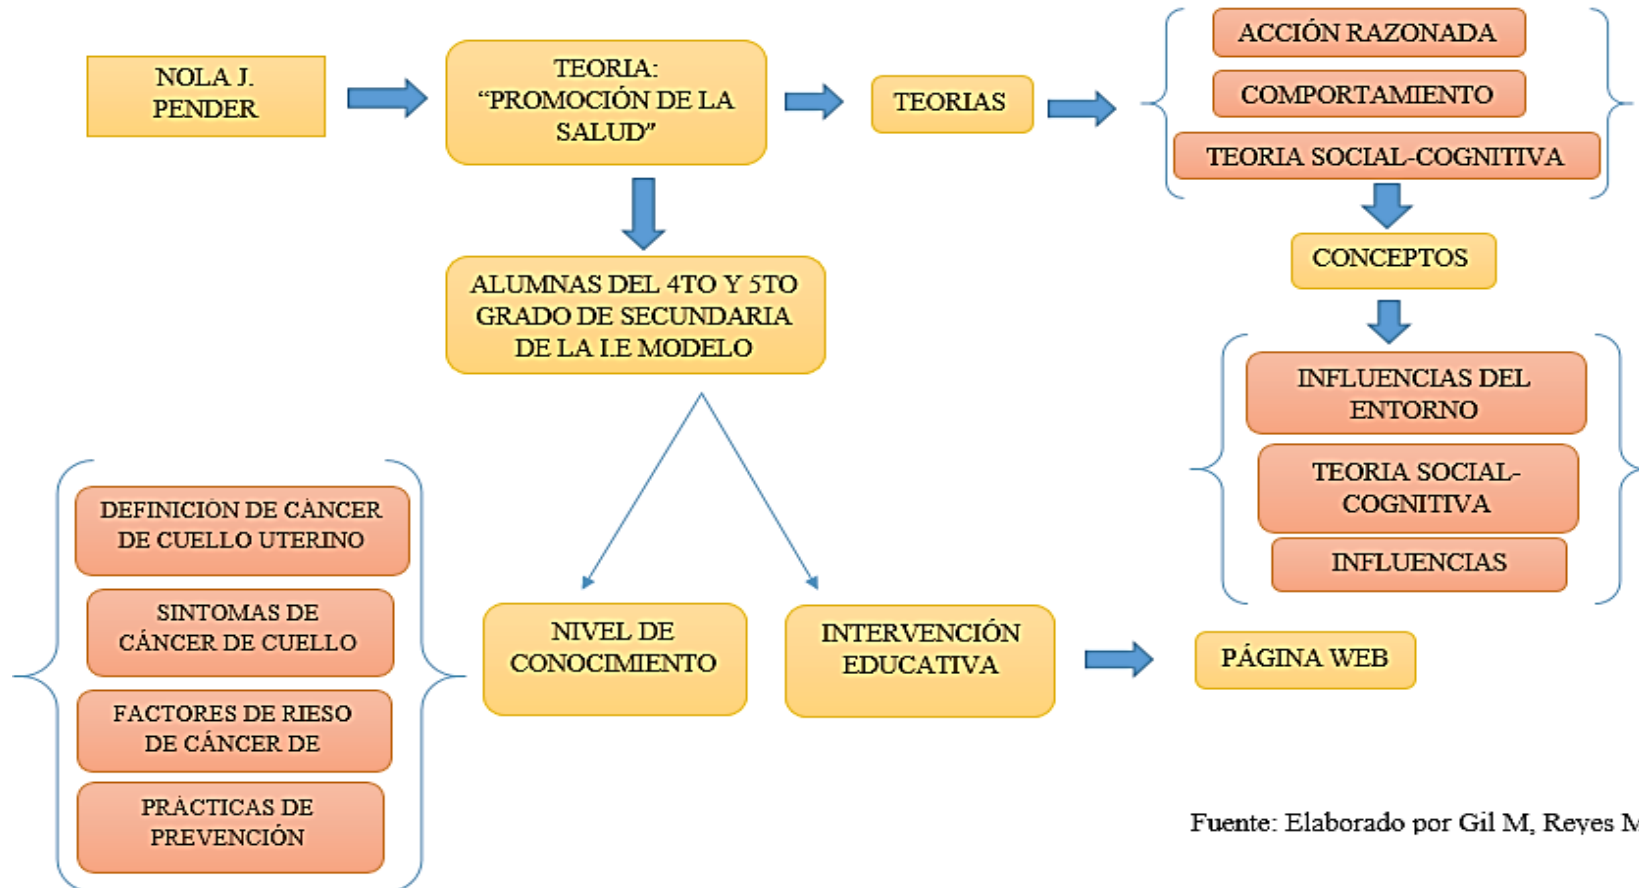 NOLA J.
PENDER
TEORIA:
“PROMOCIÓN DE LA
SALUD”
TEORIAS
ACCIÓN RAZONADA
COMPORTAMIENTO
TEORIA SOCIAL-COGNITIVA
CONCEPTOS
INFLUENCIAS DEL
ENTORNO
TEORIA SOCIAL-
COGNITIVA
INFLUENCIAS
ALUMNAS DEL 4TO Y 5TO
GRADO DE SECUNDARIA
DE LA I.E MODELO
DEFINICIÓN DE CÁNCER
DE CUELLO UTERINO
SINTOMAS DE
CÁNCER DE CUELLO
FACTORES DE RIESO
DE CÁNCER DE
PRÁCTICAS DE
PREVENCIÓN
NIVEL DE
CONOCIMIENTO
INTERVENCIÓN
EDUCATIVA
PÁGINA WEB
Fuente: Elaborado por Gil M, Reyes M